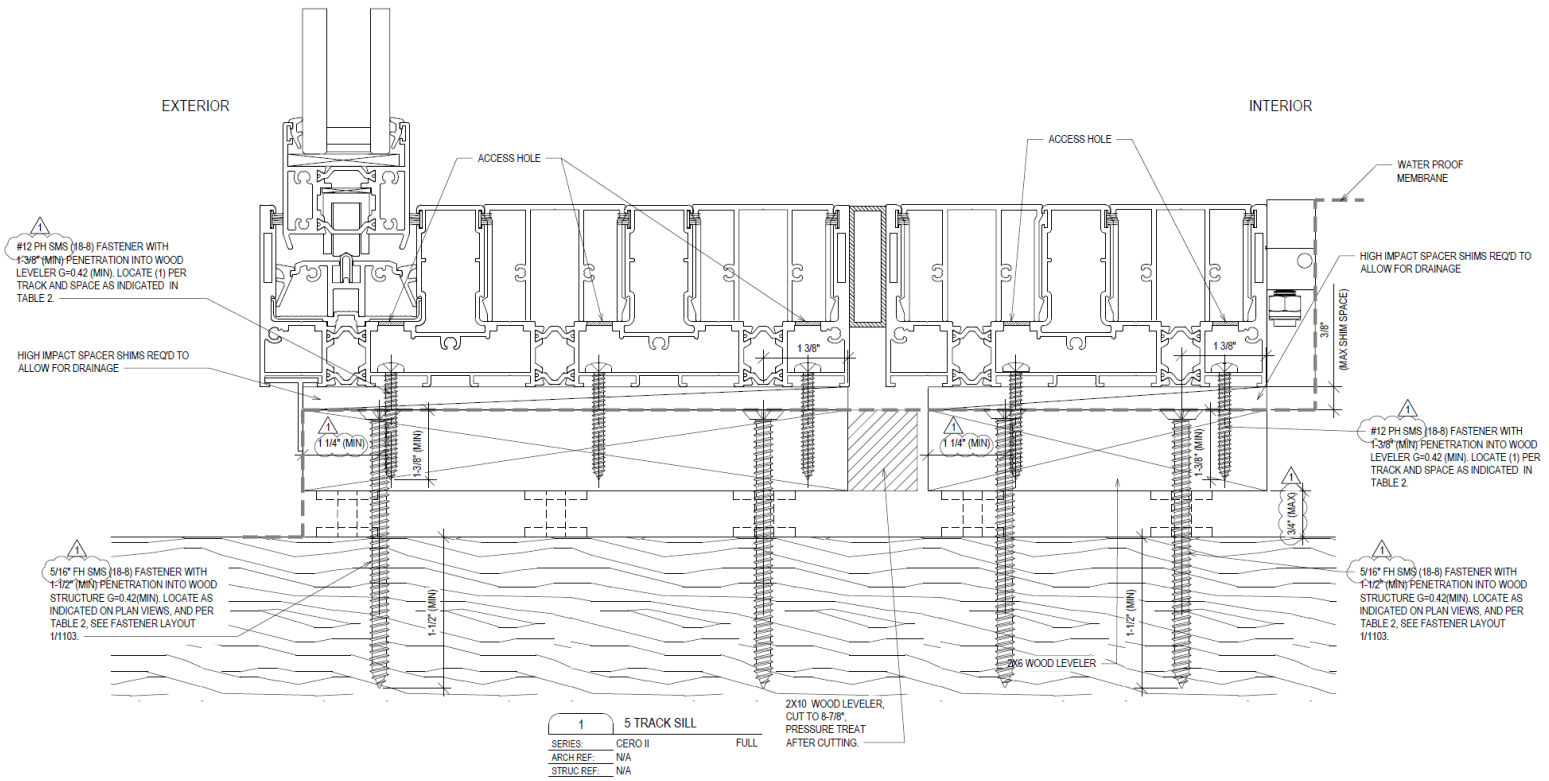 EXTERIOR
INTERIOR
ACCESS HOLE
ACCESS HOLE
WATER PROOF
MEMBRANE
1
#12 PH SMS (18-8) FASTENER WITH
1-3/8" (MIN) PENETRATION INTO WOOD
LEVELER G=0.42 (MIN). LOCATE (1) PER
TRACK AND SPACE AS INDICATED IN
TABLE 2.
HIGH IMPACT SPACER SHIMS REQ'D TO
ALLOW FOR DRAINAGE
HIGH IMPACT SPACER SHIMS REQ'D TO
ALLOW FOR DRAINAGE
3/8"
(MAX SHIM SPACE)
1 3/8"
1 3/8"
1
1 1/4" (MIN)
1-3/8" (MIN)
1
1 1/4" (MIN)
1-3/8" (MIN)
1
#12 PH SMS (18-8) FASTENER WITH
1-3/8" (MIN) PENETRATION INTO WOOD
LEVELER G=0.42 (MIN). LOCATE (1) PER
TRACK AND SPACE AS INDICATED IN
TABLE 2.
1
3/4" (MAX)
1
5/16" FH SMS (18-8) FASTENER WITH
1-1/2" (MIN) PENETRATION INTO WOOD
STRUCTURE G=0.42(MIN). LOCATE AS
INDICATED ON PLAN VIEWS, AND PER
TABLE 2, SEE FASTENER LAYOUT
1/1103.
1-1/2" (MIN)
1-1/2" (MIN)
1
5/16" FH SMS (18-8) FASTENER WITH
1-1/2" (MIN) PENETRATION INTO WOOD
STRUCTURE G=0.42(MIN). LOCATE AS
INDICATED ON PLAN VIEWS, AND PER
TABLE 2, SEE FASTENER LAYOUT
1/1103.
2X6 WOOD LEVELER
2X10 WOOD LEVELER,
CUT TO 8-7/8",
PRESSURE TREAT
AFTER CUTTING.
1 5 TRACK SILL
SERIES: CERO II FULL
ARCH REF: N/A
STRUC REF: N/A